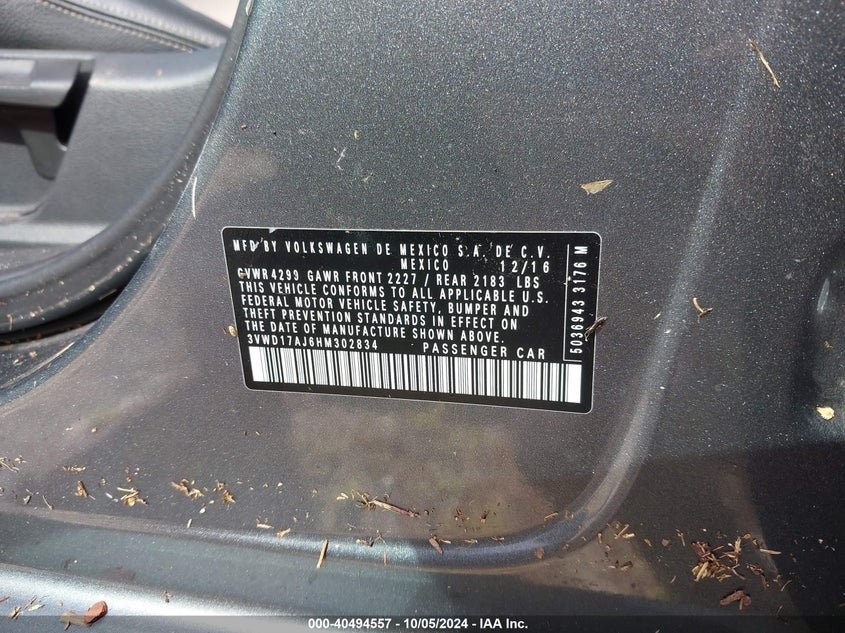 MFD BY VOLKSWAGEN DE MEXICO S.A. DE C.V.
MEXICO 12/16
GVWR 4299 GAWR FRONT 2227 / REAR 2183 LBS
THIS VEHICLE CONFORMS TO ALL APPLICABLE U.S.
FEDERAL MOTOR VEHICLE SAFETY, BUMPER AND
THEFT PREVENTION STANDARDS IN EFFECT ON
THE DATE OF MANUFACTURE SHOWN ABOVE.
3VWD17AJ6HM302834 PASSENGER CAR
5036943 3176 M
000-40494557 - 10/05/2024 - IAA Inc.